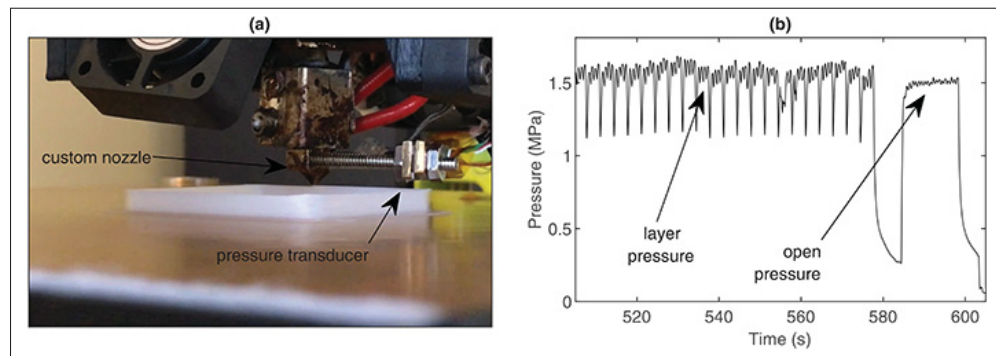 (a)
custom nozzle
pressure transducer
(b)
Pressure (MPa)
1.5
1
0.5
0
layer
pressure
open
pressure
520
540
560
580
600
Time (s)